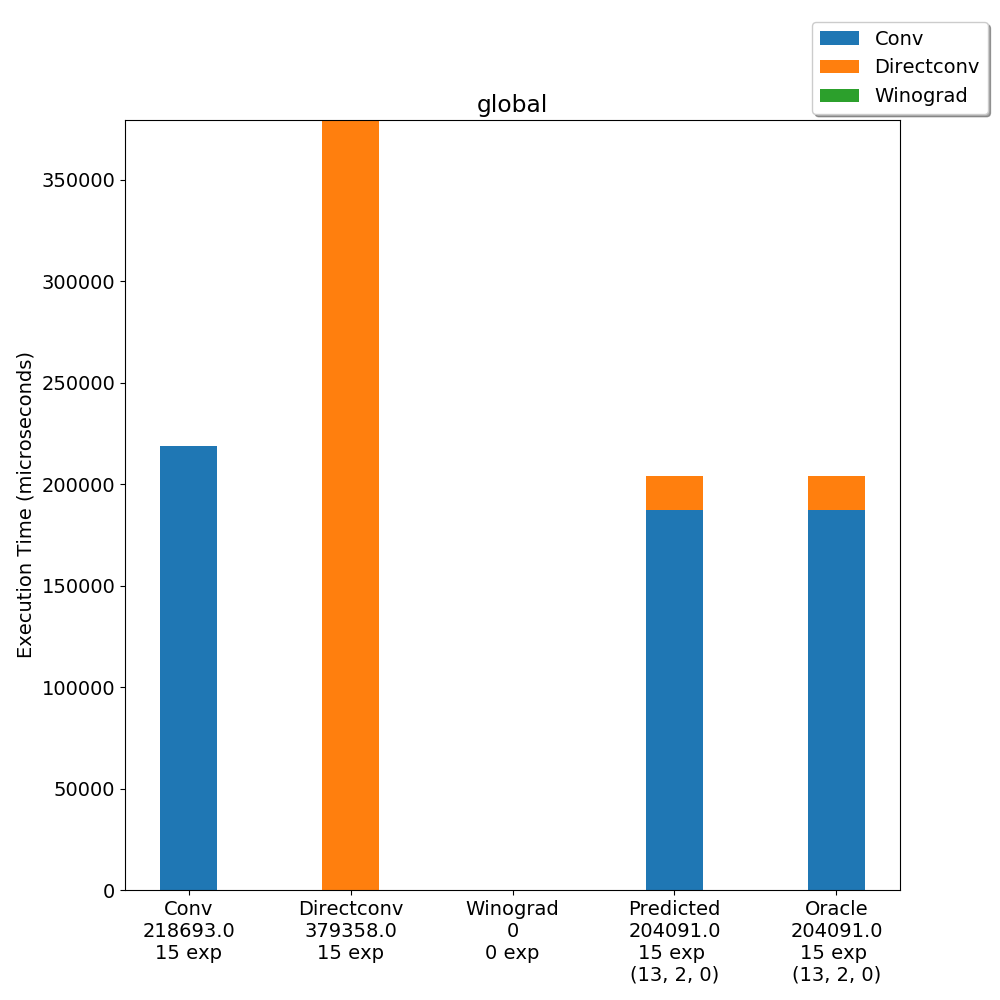 Conv
Directconv
Winograd
global
Execution Time (microseconds)
350000
300000
250000
200000
150000
100000
50000
0
Conv
218693.0
15 exp
Directconv
379358.0
15 exp
Winograd
0
0 exp
Predicted
204091.0
15 exp
(13, 2, 0)
Oracle
204091.0
15 exp
(13, 2, 0)